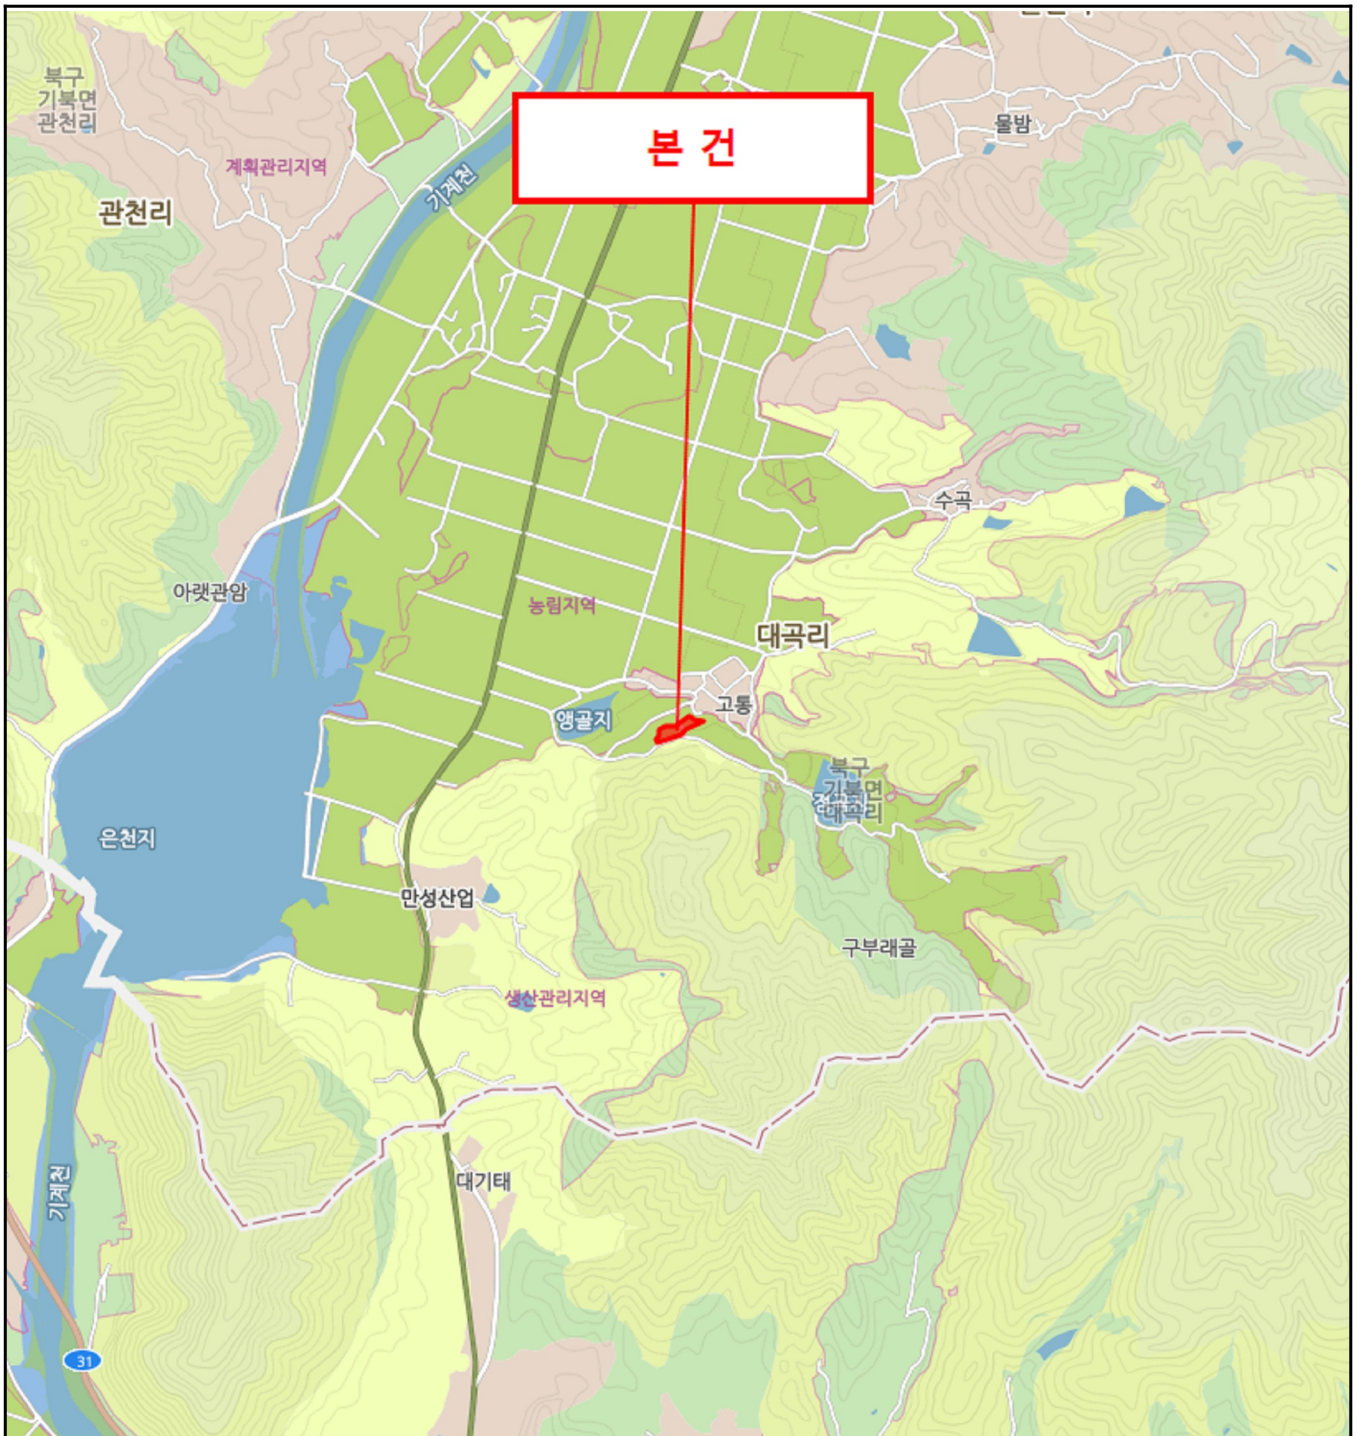 북구
기북면
관천리
물밤
본 건
계획관리지역
기계천
관천리
수곡
아랫관암
농림지역
대곡리
고통
앵골지
북구
기북면
대곡리
은천지
만성산업
구부래골
생산관리지역
대기태
기계천
31